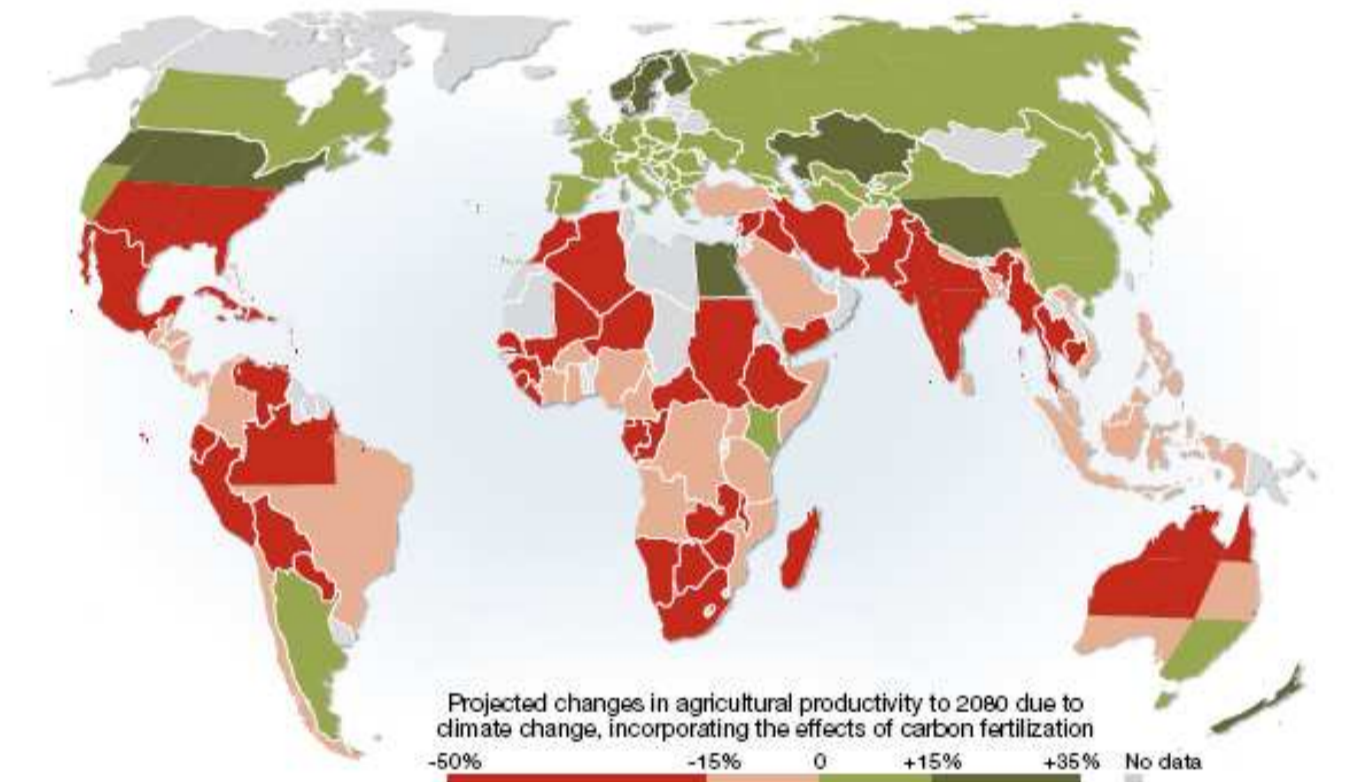 Projected changes in agricultural productivity to 2080 due to
climate change, incorporating the effects of carbon fertilization
-50% -15% 0 +15% +35% No data